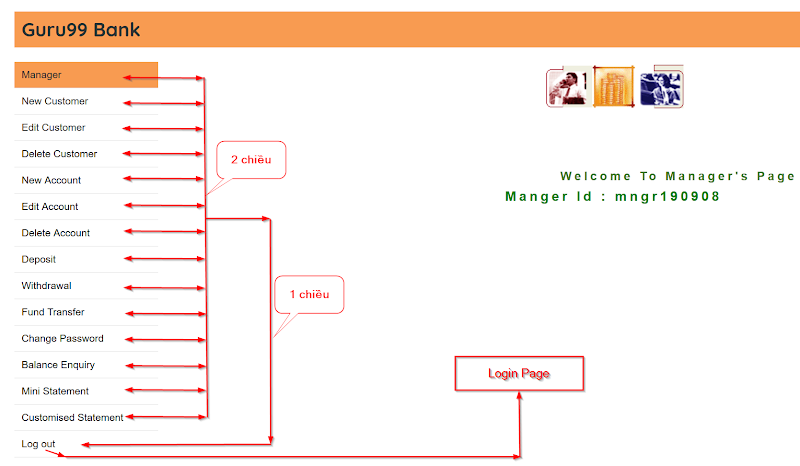 Guru99 Bank
Manager
New Customer
Edit Customer
Delete Customer
New Account
Edit Account
Delete Account
Deposit
Withdrawal
Fund Transfer
Change Password
Balance Enquiry
Mini Statement
Customised Statement
Log out
2 chiều
1 chiều
1
Welcome To Manager's Page
Manger Id : mngr190908
Login Page